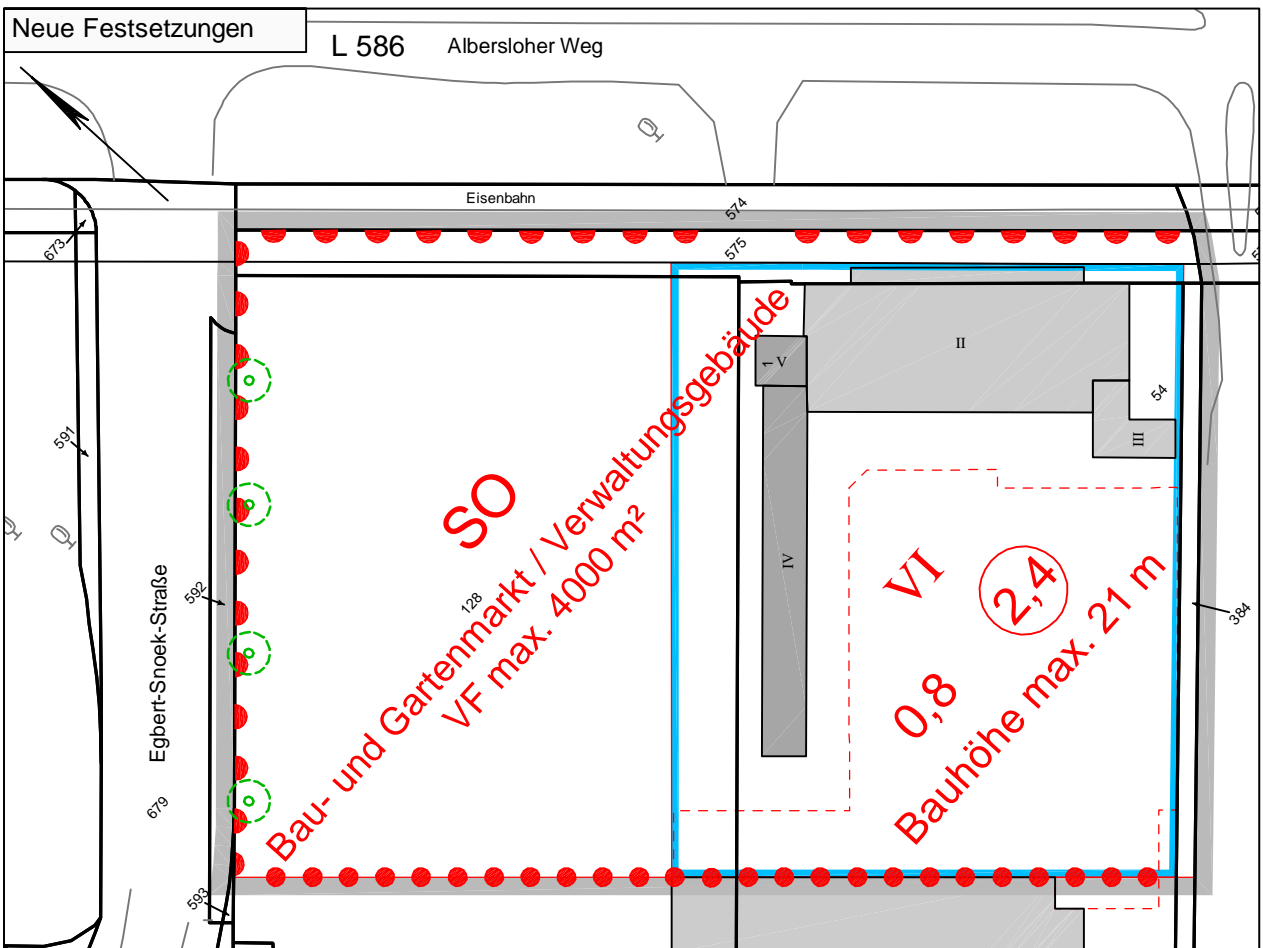 Neue Festsetzungen
L 586 Albersloher Weg
Eisenbahn
574
575
673
591
592
593
679
Egbert-Snoek-Straße
128
SO
Bau- und Gartenmarkt / Verwaltungsgebäude
VF max. 4000 m²
1
V
II
III
IV
54
384
VI
2,4
0,8
Bauhöhe max. 21 m